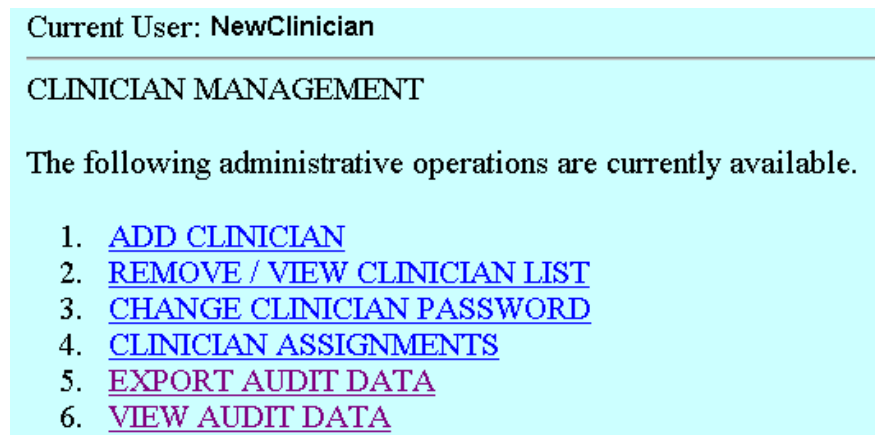 Current User: NewClinician
CLINICIAN MANAGEMENT
The following administrative operations are currently available.
1. ADD CLINICIAN
2. REMOVE / VIEW CLINICIAN LIST
3. CHANGE CLINICIAN PASSWORD
4. CLINICIAN ASSIGNMENTS
5. EXPORT AUDIT DATA
6. VIEW AUDIT DATA